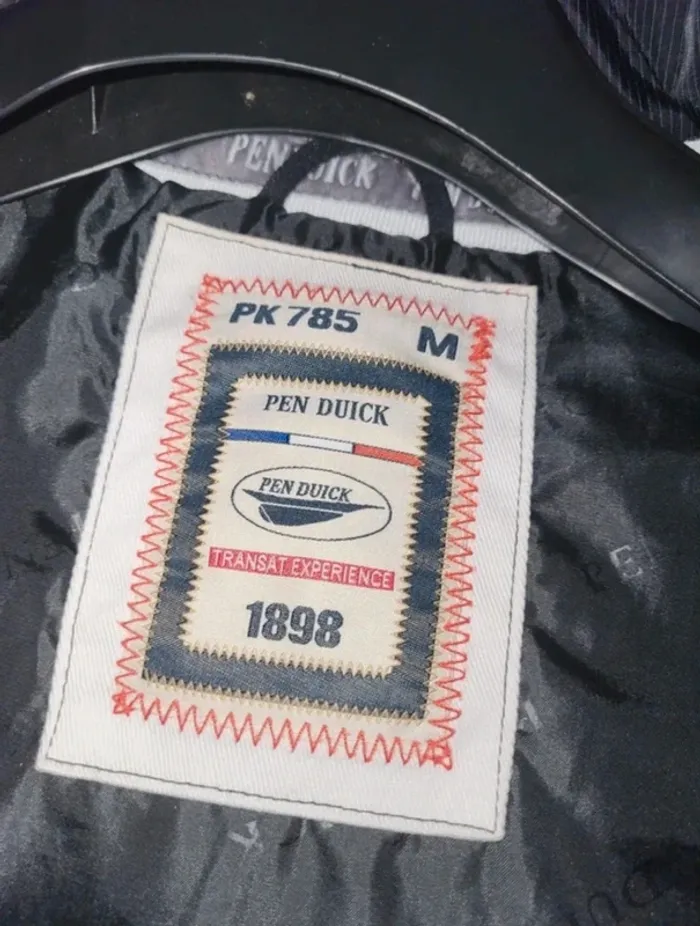 PEN DUICK
PK 785
M
PEN DUICK
PEN DUICK
TRANSAT EXPERIENCE
1898